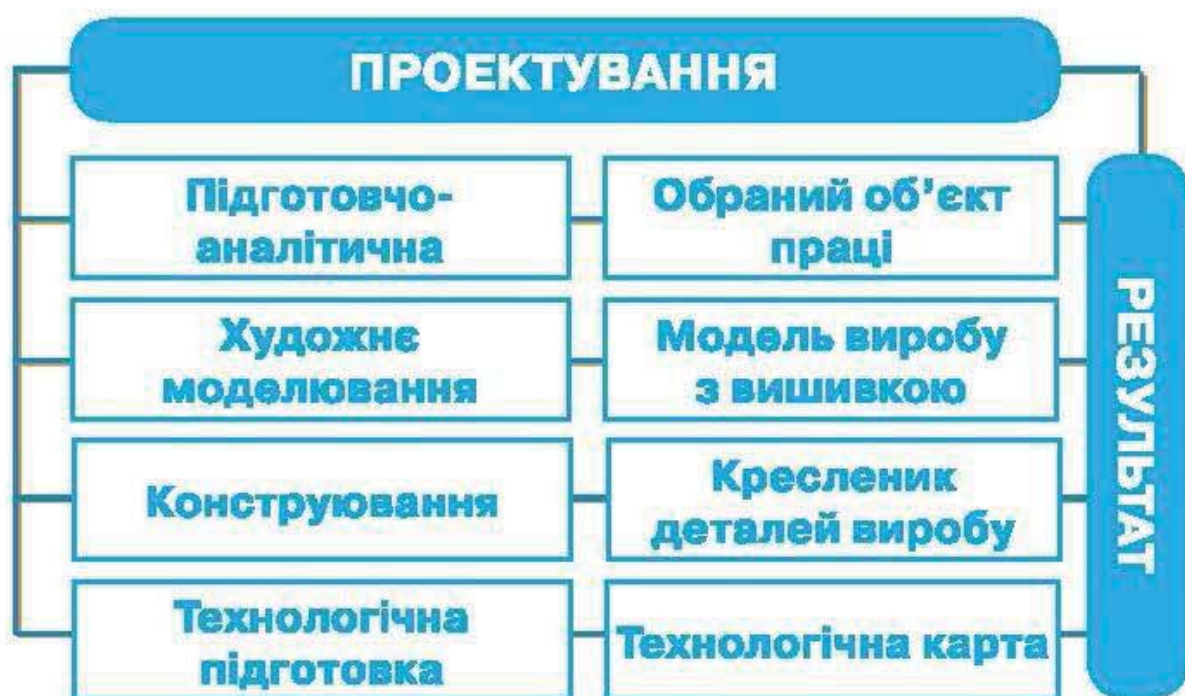 ПРОЕКТУВАННЯ
Підготовчо-
аналітична
Обраний об’єкт
праці
Художнє
моделювання
Модель виробу
з вишивкою
Конструювання
Кресленик
деталей виробу
Технологічна
підготовка
Технологічна карта
РЕЗУЛЬТАТ